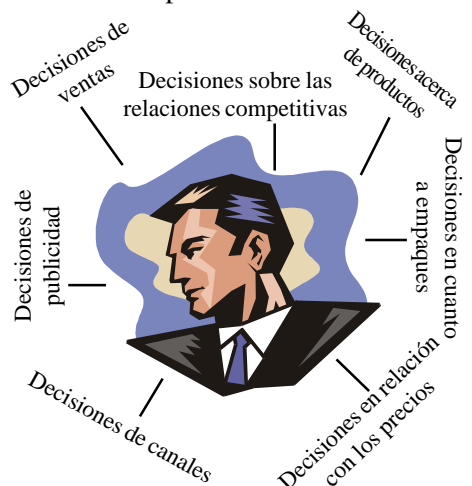 Decisiones de
ventas
Decisiones sobre las
relaciones competitivas
Decisiones acerca
de productos
Decisiones en cuanto
a empaques
Decisiones en relación
con los precios
Decisiones de canales
Decisiones de
publicidad